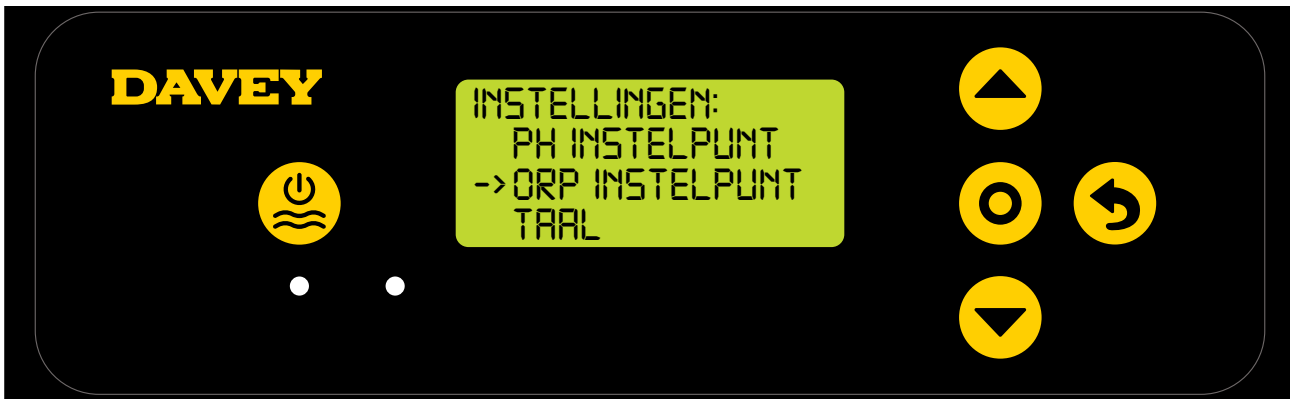 DAVEY
INSTELLINGEN:
PH INSTELPUNT
->ORP INSTELPUNT
TAAL